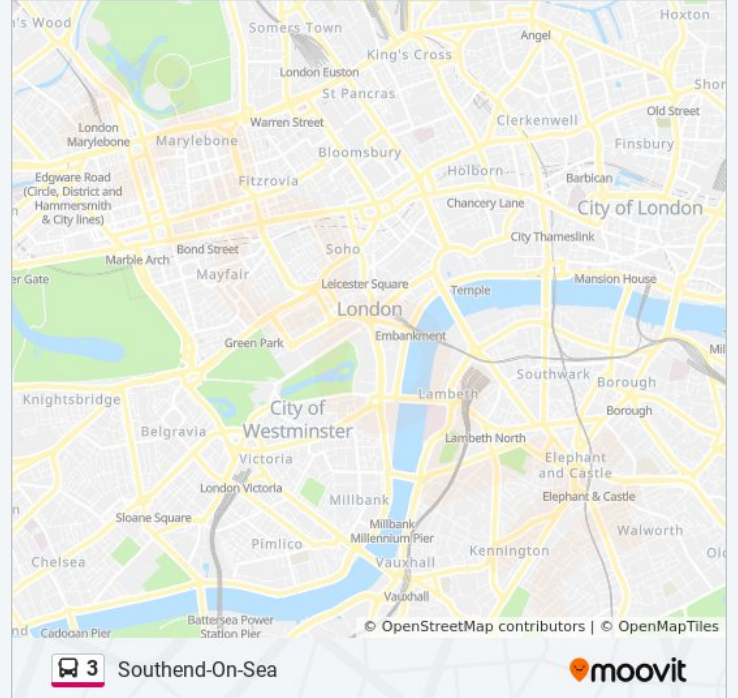 's Wood
Somers Town
Hoxton
Angel
King's Cross
London Euston
St Pancras
Shor
Old Street
Warren Street
Clerkenwell
London
Marylebone
Marylebone
Finsbury
Bloomsbury
Holborn
Edgware Road
(Circle, District and
Hammersmith
& City lines)
Fitzrovia
Barbican
Chancery Lane
City of London
City Thameslink
Bond Street
Soho
Marble Arch
Mayfair
er Gate
Leicester Square
Mansion House
Temple
London
Embankment
Green Park
Mil
Southwark
Borough
Knightsbridge
Lambeth
City of
Westminster
Borough
Belgravia
Lambeth North
Victoria
Elephant
and Castle
London Victoria
Elephant & Castle
Millbank
Sloane Square
Millbank
Millennium Pier
Walworth
Pimlico
Kennington
Olc
Chelsea
Vauxhall
Vauxhall
nd
Cadogan Pier
Battersea Power
Station Pier
© OpenStreetMap contributors | © OpenMapTiles
3 Southend-On-Sea
moovit